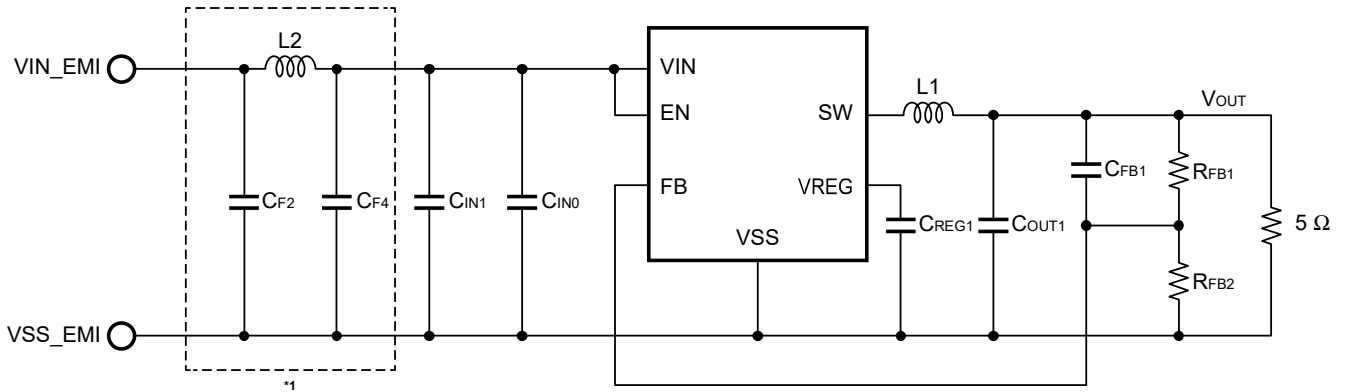 L2
VIN_EMI
VIN
EN
SW
L1
VOUT
CF2
CF4
CIN1
CIN0
FB
VREG
VSS
CREG1
COUT1
CFB1
RFB1
RFB2
5 Ω
VSS_EMI
*1